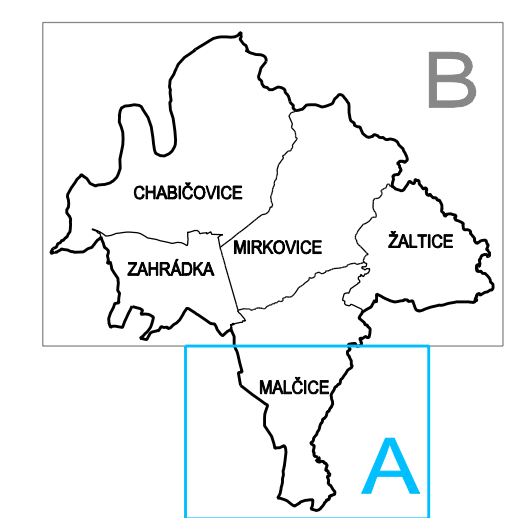 B
CHABIČOVICE
MIRKOVICE
ŽALTICE
ZAHRÁDKA
MALČICE
A